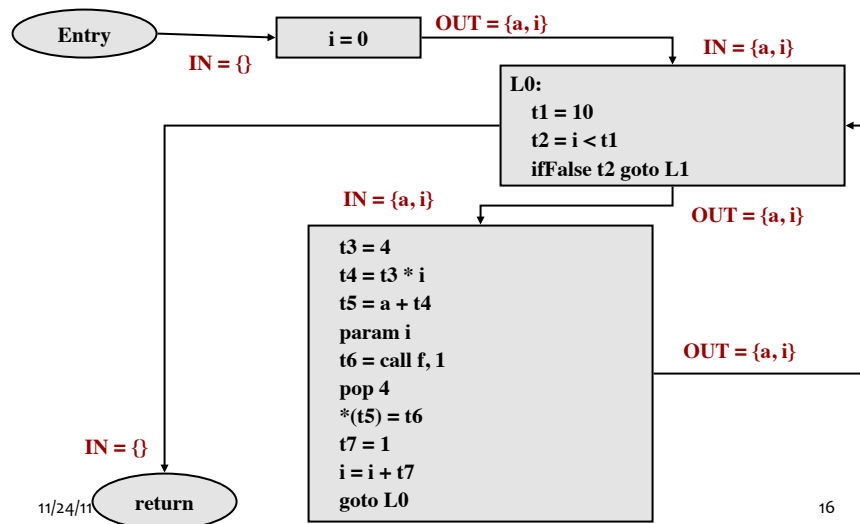 Entry
IN = {}
i = 0
OUT = {a, i}
IN = {a, i}
L0:
t1 = 10
t2 = i < t1
ifFalse t2 goto L1
OUT = {a, i}
IN = {a, i}
t3 = 4
t4 = t3 * i
t5 = a + t4
param i
t6 = call f, 1
pop 4
*(t5) = t6
t7 = 1
i = i + t7
goto L0
OUT = {a, i}
IN = {}
return
11/24/11
16